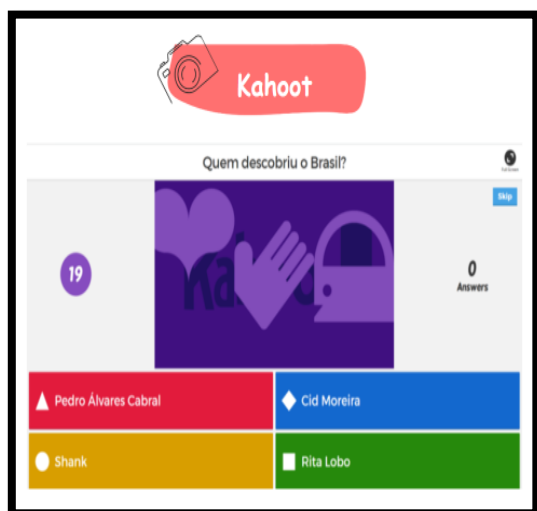 Kahoot
Quem descobriu o Brasil?
Skip
19
0
Answers
Pedro Álvares Cabral
Cid Moreira
Shank
Rita Lobo